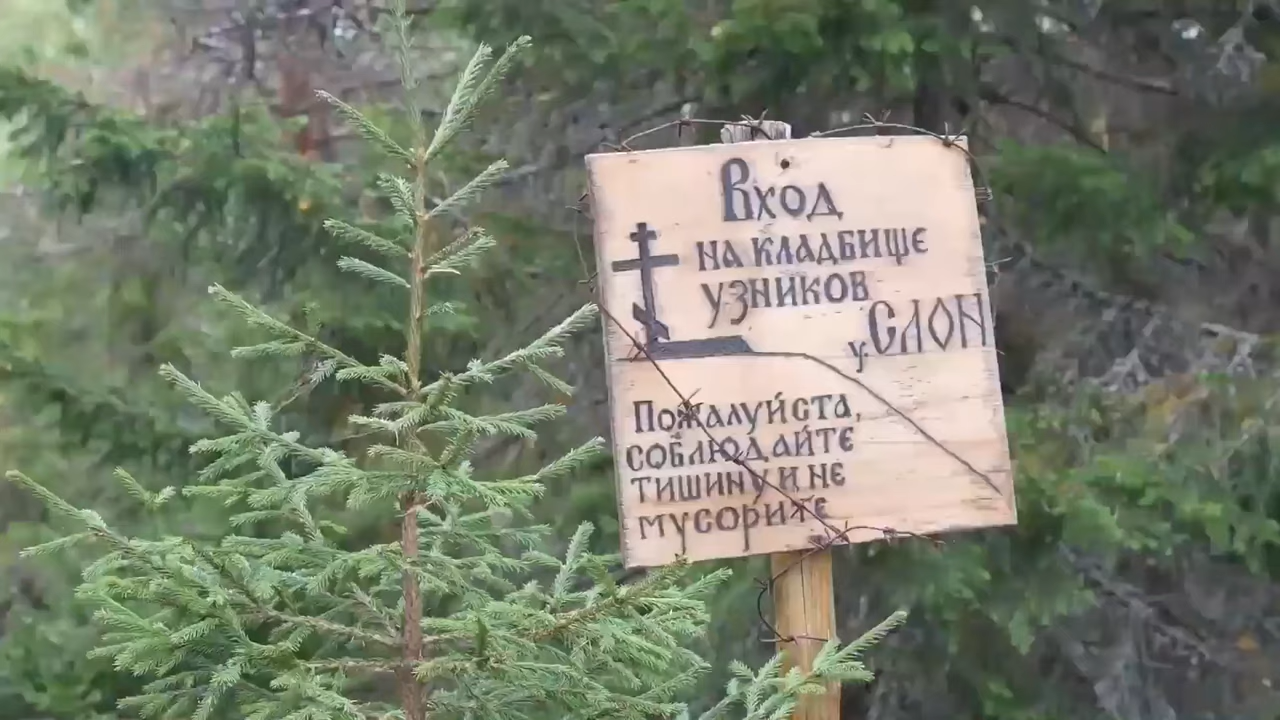 Вход
на кладбище
узников
у. СЛОН
Пожалуйста,
соблюдайте
тишину и не
мусорите